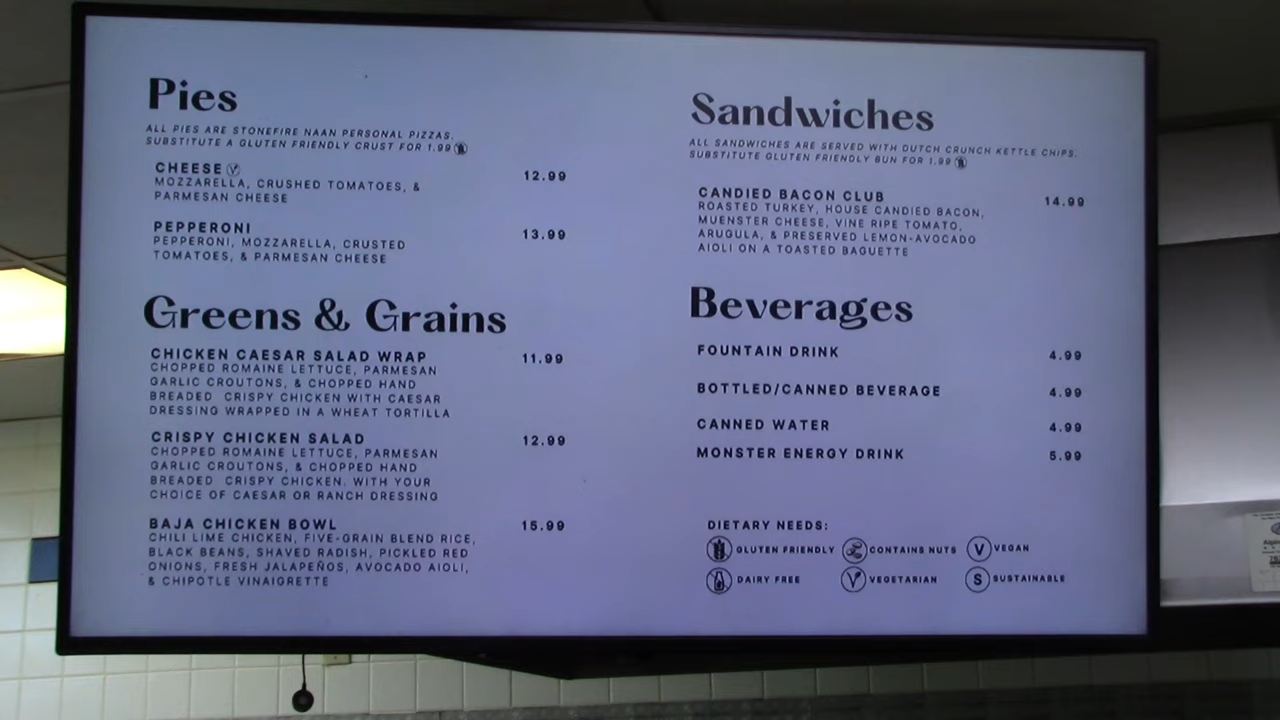 Pies
ALL PIES ARE STONEFIRE NAAN PERSONAL PIZZAS.
SUBSTITUTE A GLUTEN FRIENDLY CRUST FOR 1.99
CHEESE 12.99
MOZZARELLA, CRUSHED TOMATOES, &
PARMESAN CHEESE
PEPPERONI 13.99
PEPPERONI, MOZZARELLA, CRUSTED
TOMATOES, & PARMESAN CHEESE
Greens & Grains
CHICKEN CAESAR SALAD WRAP 11.99
CHOPPED ROMAINE LETTUCE, PARMESAN
GARLIC CROUTONS, & CHOPPED HAND
BREADED CRISPY CHICKEN WITH CAESAR
DRESSING WRAPPED IN A WHEAT TORTILLA
CRISPY CHICKEN SALAD 12.99
CHOPPED ROMAINE LETTUCE, PARMESAN
GARLIC CROUTONS, & CHOPPED HAND
BREADED CRISPY CHICKEN. WITH YOUR
CHOICE OF CAESAR OR RANCH DRESSING
BAJA CHICKEN BOWL 15.99
CHILI LIME CHICKEN, FIVE-GRAIN BLEND RICE,
BLACK BEANS, SHAVED RADISH, PICKLED RED
ONIONS, FRESH JALAPEÑOS, AVOCADO AIOLI,
& CHIPOTLE VINAIGRETTE
Sandwiches
ALL SANDWICHES ARE SERVED WITH DUTCH CRUNCH KETTLE CHIPS.
SUBSTITUTE GLUTEN FRIENDLY BUN FOR 1.99
CANDIED BACON CLUB 14.99
ROASTED TURKEY, HOUSE CANDIED BACON,
MUENSTER CHEESE, VINE RIPE TOMATO,
ARUGULA, & PRESERVED LEMON-AVOCADO
AIOLI ON A TOASTED BAGUETTE
Beverages
FOUNTAIN DRINK 4.99
BOTTLED/CANNED BEVERAGE 4.99
CANNED WATER 4.99
MONSTER ENERGY DRINK 5.99
DIETARY NEEDS:
GLUTEN FRIENDLY CONTAINS NUTS V VEGAN
DAIRY FREE V VEGETARIAN S SUSTAINABLE